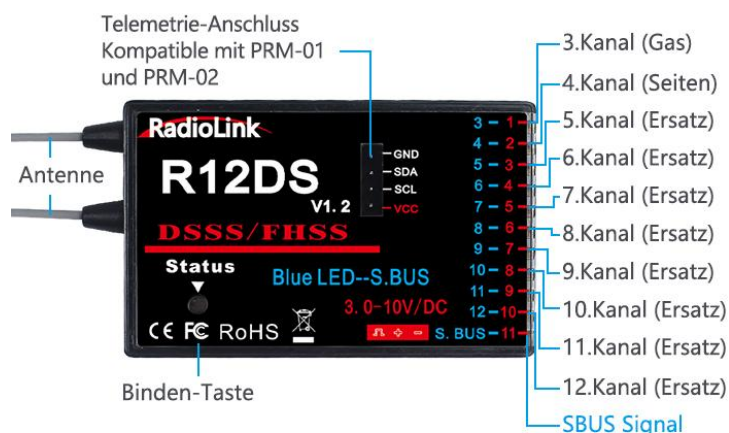 Telemetrie-Anschluss
Kompatible mit PRM-01
und PRM-02
Antenne
Binden-Taste
RadioLink
R12DS
V1.2
DSSS/FHSS
Status
Blue LED--S.BUS
3.0-10V/DC
CE FC RoHS
GND
SDA
SCL
VCC
3 - 1
4 - 2
5 - 3
6 - 4
7 - 5
8 - 6
9 - 7
10 - 8
11 - 9
12 - 10
+ - S.BUS - 11
3.Kanal (Gas)
4.Kanal (Seiten)
5.Kanal (Ersatz)
6.Kanal (Ersatz)
7.Kanal (Ersatz)
8.Kanal (Ersatz)
9.Kanal (Ersatz)
10.Kanal (Ersatz)
11.Kanal (Ersatz)
12.Kanal (Ersatz)
SBUS Signal